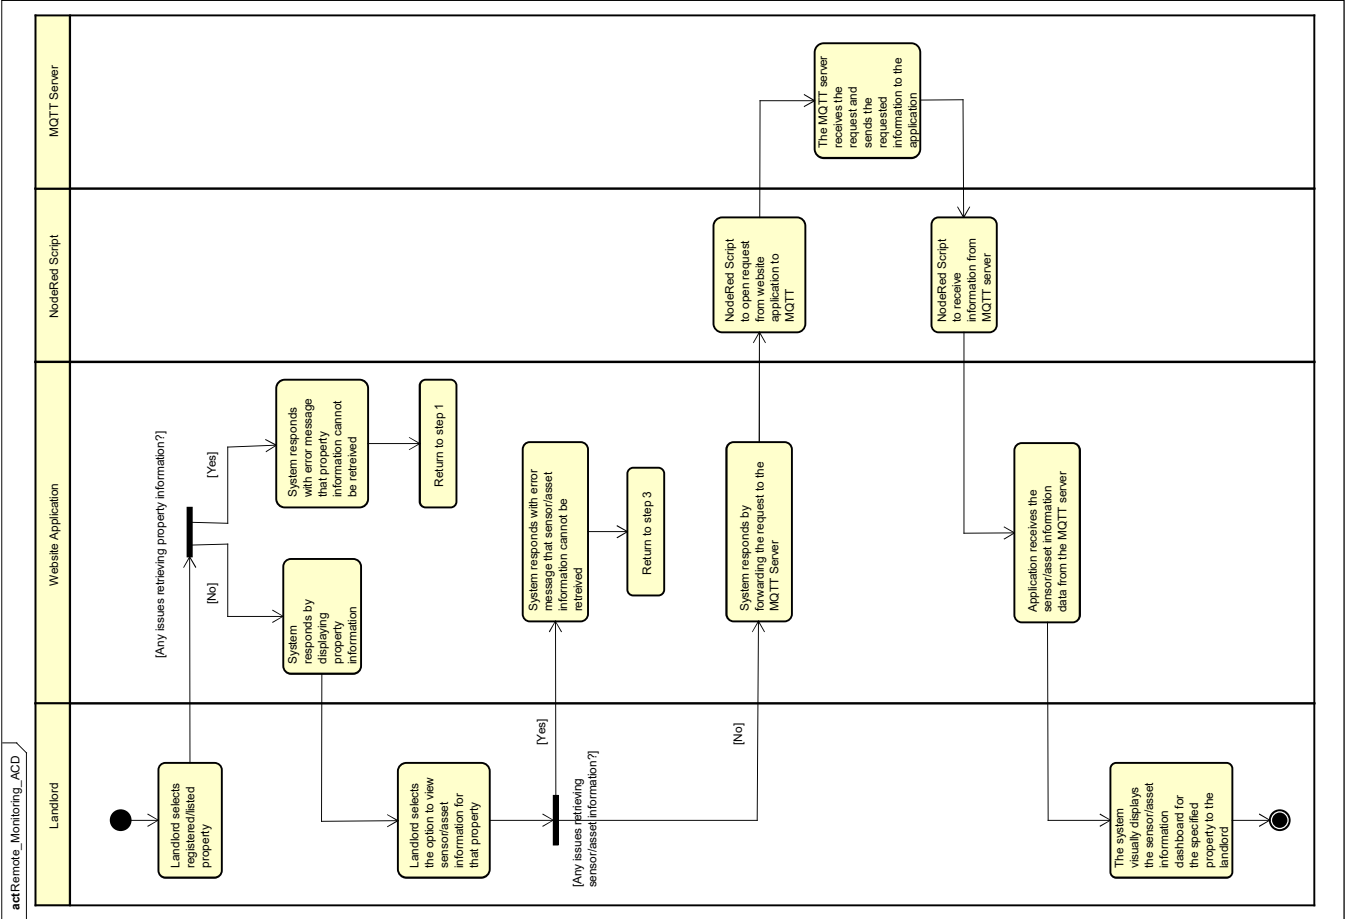 actRemote_Monitoring_ACD
MQTT Server
NodeRed Script
Website Application
Landlord
Landlord selects
registered/listed
property
[Any issues retrieving property information?]
[Yes]
[No]
System responds
with error message
that property
information cannot
be retreived
Return to step 1
System
responds by
displaying
property
information
Landlord selects
the option to view
sensor/asset
information for
that property
[Any issues retrieving
sensor/asset information?]
[Yes]
[No]
System responds with error
message that sensor/asset
information cannot be
retreived
Return to step 3
System responds by
forwarding the request to the
MQTT Server
NodeRed Script
to open request
from website
application to
MQTT
The MQTT server
receives the
request and
sends the
requested
information to the
application
NodeRed Script
to receive
information from
MQTT server
Application receives the
sensor/asset information
data from the MQTT server
The system
visually displays
the sensor/asset
information
dashboard for
the specified
property to the
landlord